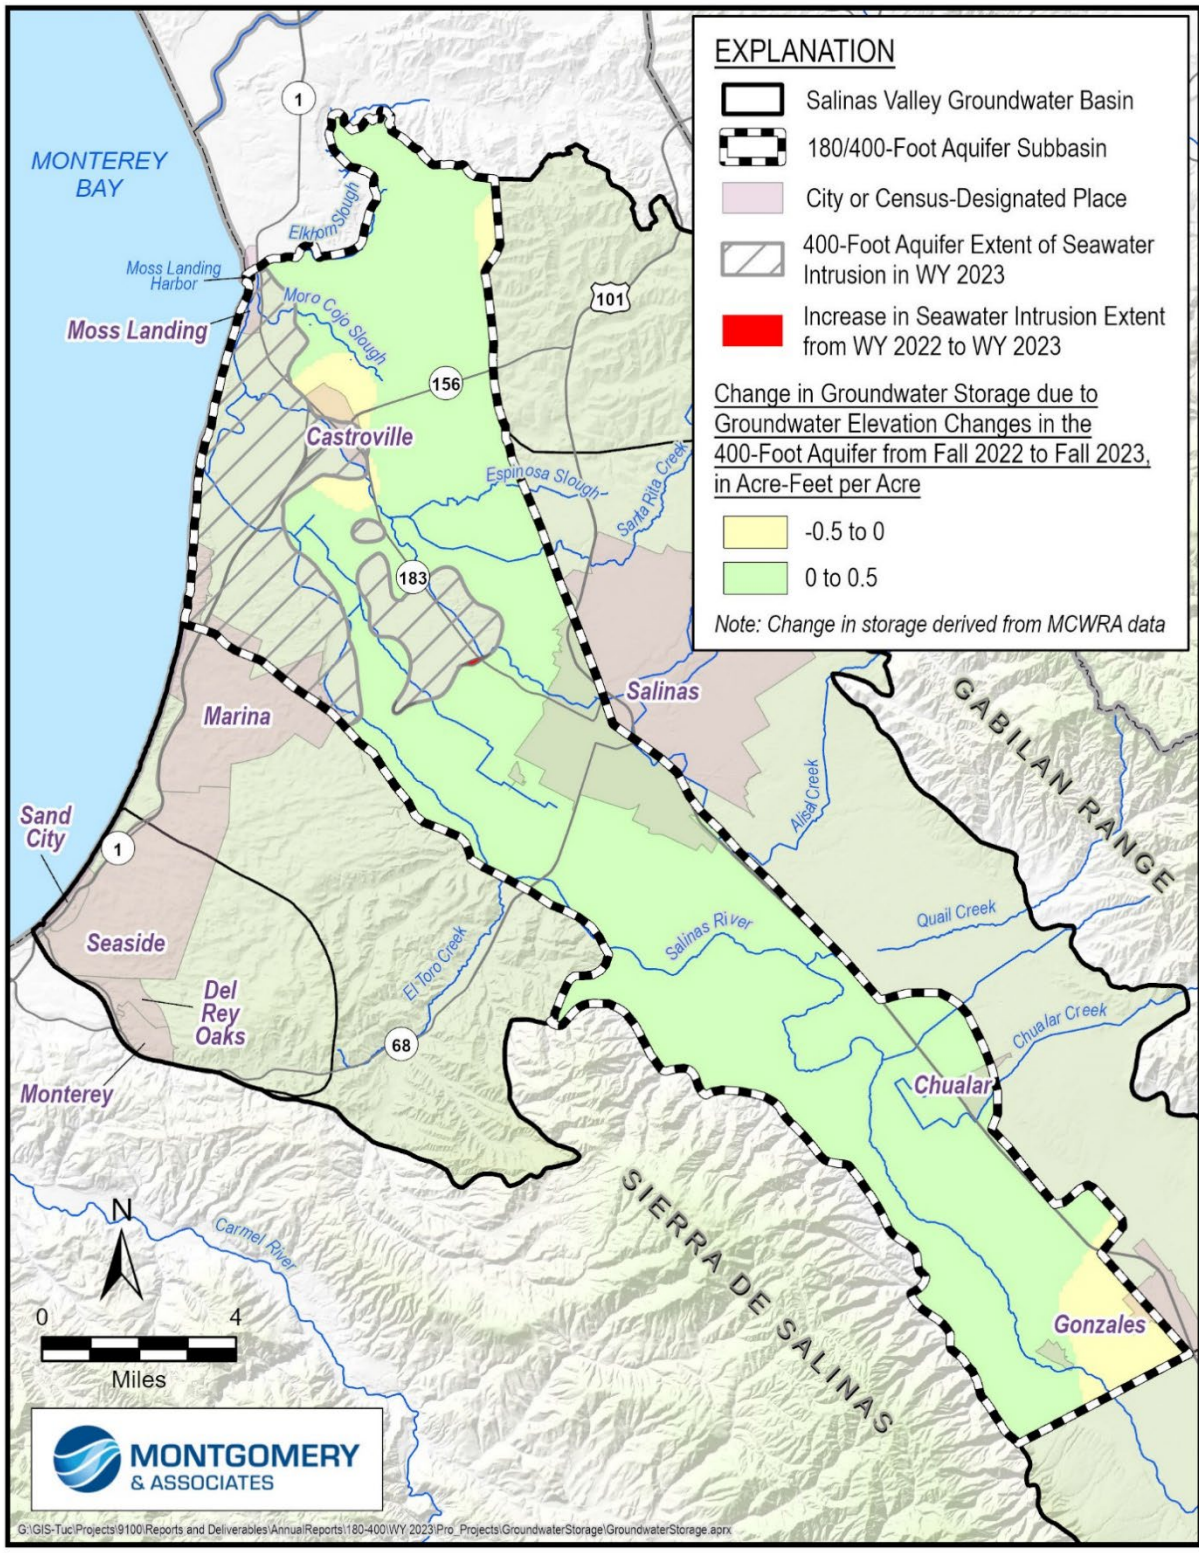 EXPLANATION
Salinas Valley Groundwater Basin
180/400-Foot Aquifer Subbasin
City or Census-Designated Place
400-Foot Aquifer Extent of Seawater
Intrusion in WY 2023
Increase in Seawater Intrusion Extent
from WY 2022 to WY 2023
Change in Groundwater Storage due to
Groundwater Elevation Changes in the
400-Foot Aquifer from Fall 2022 to Fall 2023,
in Acre-Feet per Acre
-0.5 to 0
0 to 0.5
Note: Change in storage derived from MCWRA data
1
MONTEREY
BAY
Elkhorn Slough
Moss Landing
Harbor
Moss Landing
Moro Cojo Slough
101
156
Castroville
Espinosa Slough
Santa Rita Creek
183
Salinas
Marina
GABILAN RANGE
Alisal Creek
Sand
City
1
Seaside
Del
Rey
Oaks
Monterey
El Toro Creek
68
Salinas River
Quail Creek
Chualar Creek
Chualar
Gonzales
SIERRA DE SALINAS
Carmel River
N
0 4
Miles
MONTGOMERY
& ASSOCIATES
G:\GIS-Tuc\Projects\9100\Reports and Deliverables\AnnualReports\180-400\WY 2023\Pro_Projects\GroundwaterStorage\GroundwaterStorage.aprx